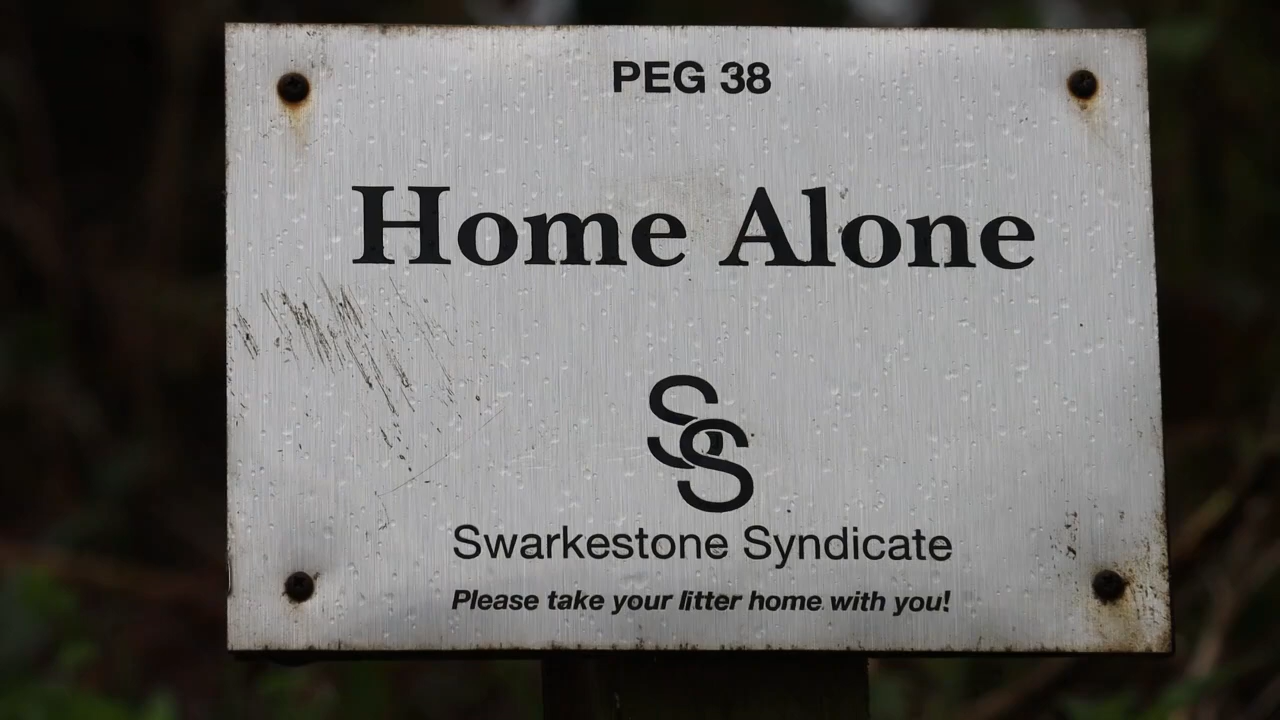 PEG 38
Home Alone
SS
Swarkestone Syndicate
Please take your litter home with you!